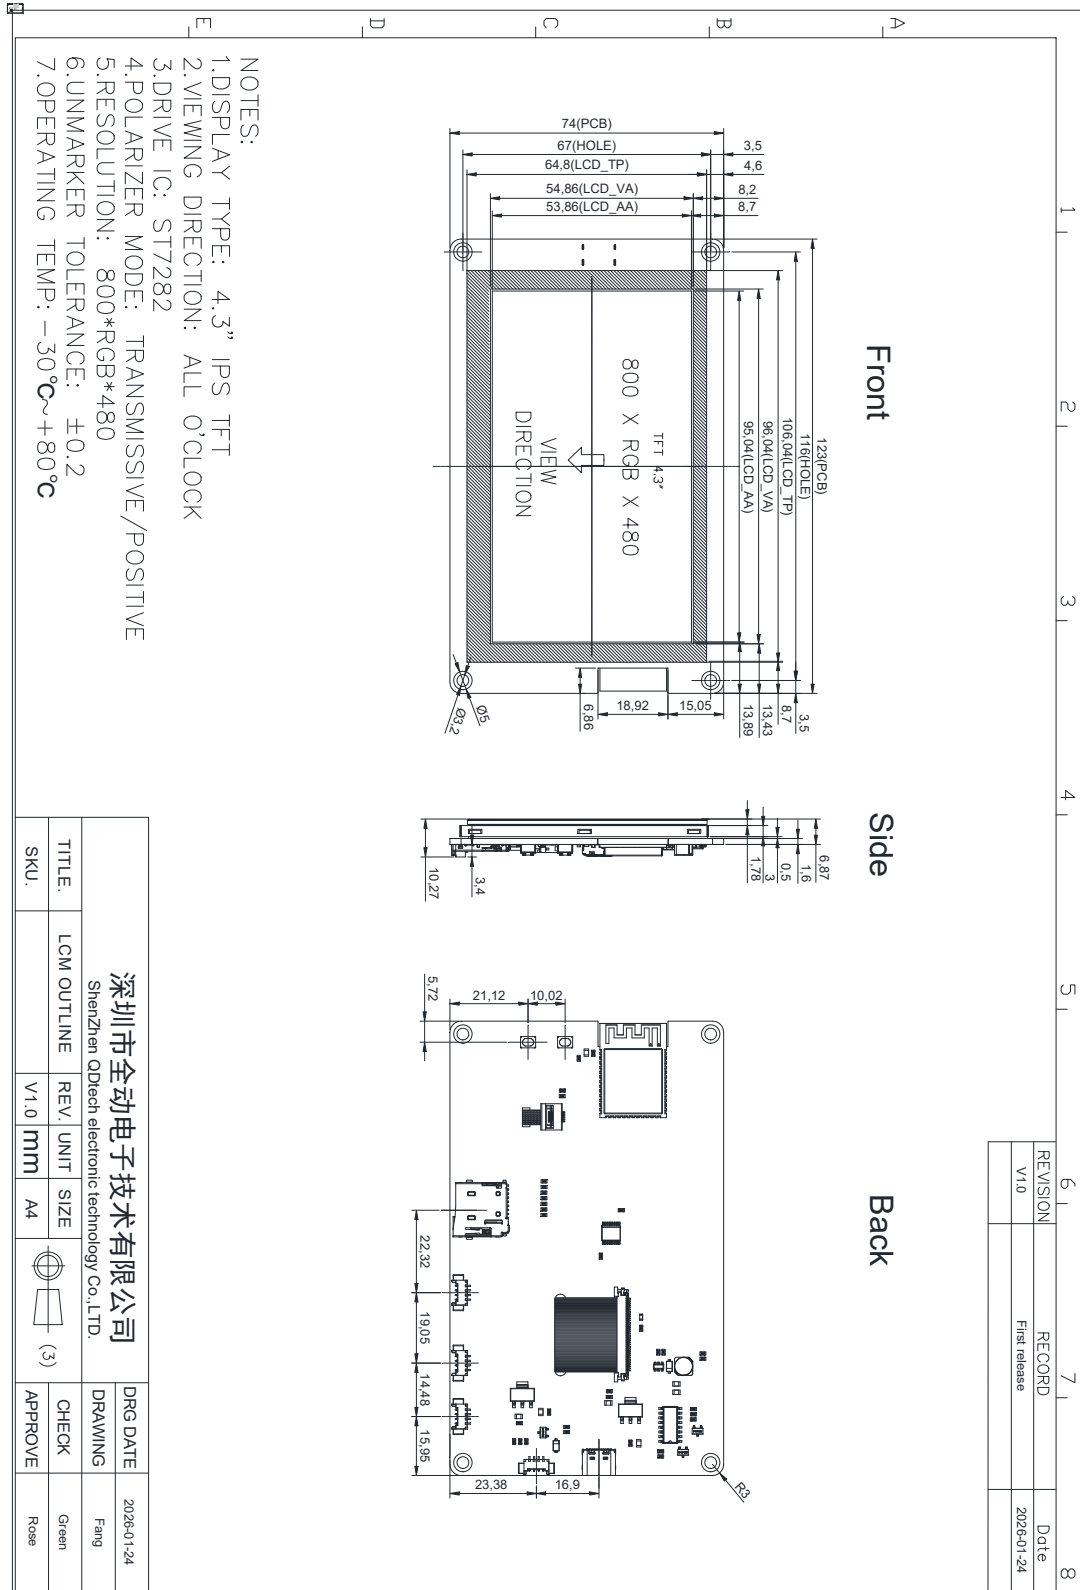 1
2
3
4
5
6
7
8
A
B
C
D
E
REVISION
RECORD
Date
V1.0
First release
2026-01-24
Front
Side
Back
123(PCB)
116(HOLE)
106,04(LCD_TP)
96,04(LCD_VA)
95,04(LCD_AA)
3,5
8,7
13,43
13,89
74(PCB)
67(HOLE)
64,8(LCD_TP)
54,86(LCD_VA)
53,86(LCD_AA)
3,5
4,6
8,2
8,7
TFT 4.3"
800 X RGB X 480
VIEW
DIRECTION
15,05
18,92
6,86
Ø5
Ø3,2
6,87
1,6
0,5
3
1,78
3,4
10,27
5,72
21,12
10,02
22,32
19,05
14,48
15,95
23,38
16,9
R3
NOTES:
1.DISPLAY TYPE: 4.3" IPS TFT
2.VIEWING DIRECTION: ALL O'CLOCK
3.DRIVE IC: ST7282
4.POLARIZER MODE: TRANSMISSIVE/POSITIVE
5.RESOLUTION: 800*RGB*480
6.UNMARKER TOLERANCE: ±0.2
7.OPERATING TEMP: -30℃~+80℃
深圳市全动电子技术有限公司
ShenZhen QDtech electronic technology Co.,LTD.
TITLE.
LCM OUTLINE
REV.
UNIT
SIZE
SKU.
V1.0
mm
A4
(3)
DRG DATE
2026-01-24
DRAWING
Fang
CHECK
Green
APPROVE
Rose